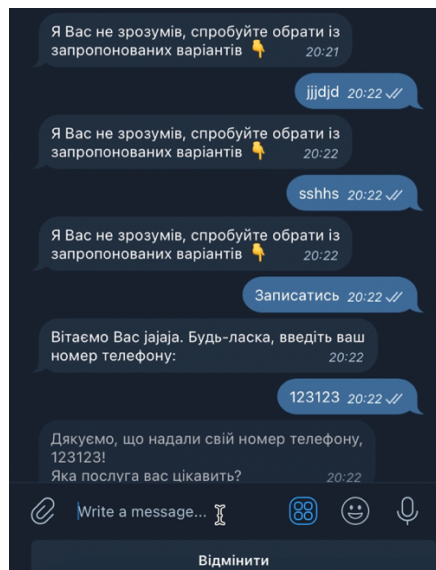 Я Вас не зрозумів, спробуйте обрати із
запропонованих варіантів 👇 20:21
jjjdjd 20:22
Я Вас не зрозумів, спробуйте обрати із
запропонованих варіантів 👇 20:22
sshhs 20:22
Я Вас не зрозумів, спробуйте обрати із
запропонованих варіантів 👇 20:22
Записатись 20:22
Вітаємо Вас jajaja. Будь-ласка, введіть ваш
номер телефону: 20:22
123123 20:22
Дякуємо, що надали свій номер телефону,
123123!
Яка послуга вас цікавить? 20:22
Write a message...
Відмінити